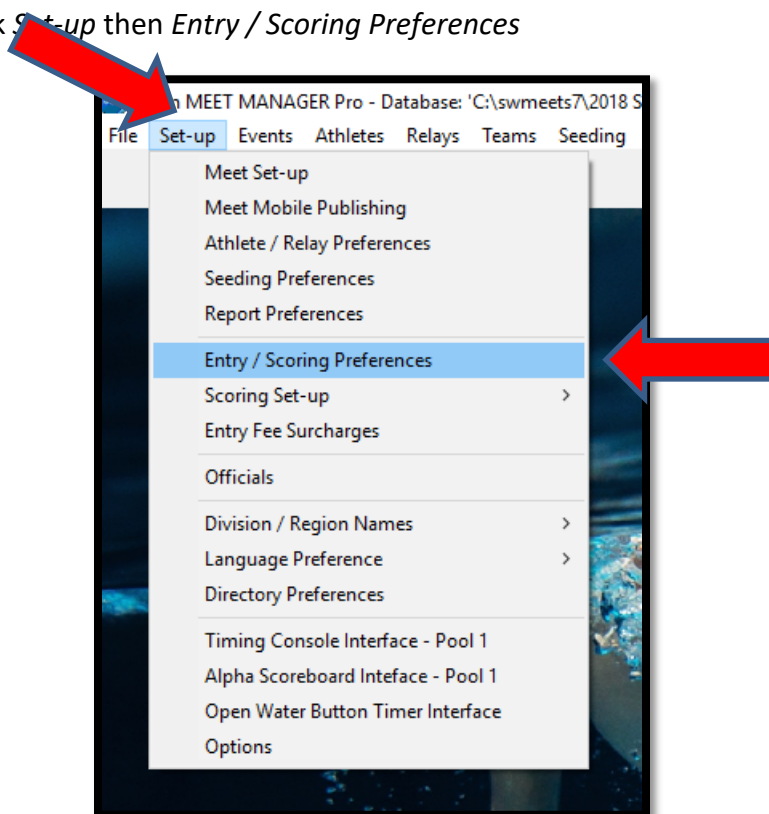 Set-up then Entry / Scoring Preferences
MEET MANAGER Pro - Database: 'C:\swmeets7\2018 S
File Set-up Events Athletes Relays Teams Seeding
Meet Set-up
Meet Mobile Publishing
Athlete / Relay Preferences
Seeding Preferences
Report Preferences
Entry / Scoring Preferences
Scoring Set-up >
Entry Fee Surcharges
Officials
Division / Region Names >
Language Preference >
Directory Preferences
Timing Console Interface - Pool 1
Alpha Scoreboard Inteface - Pool 1
Open Water Button Timer Interface
Options